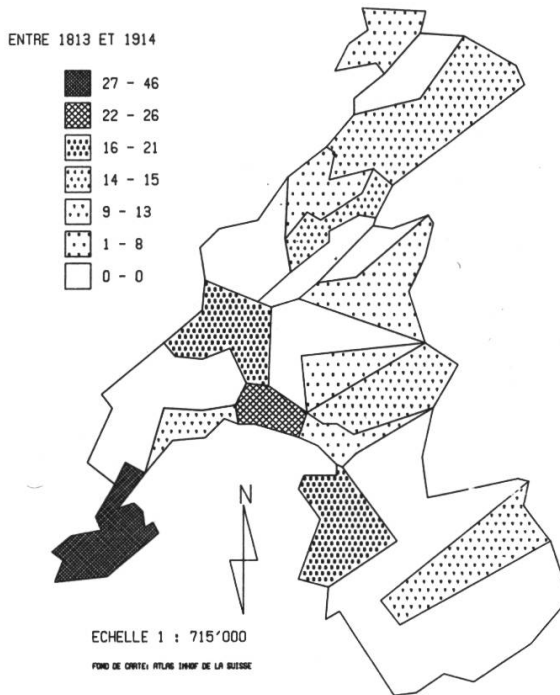 ENTRE 1813 ET 1914
27 - 46
22 - 26
16 - 21
14 - 15
9 - 13
1 - 8
0 - 0
N
ECHELLE 1 : 715'000
FOND DE CARTE: ATLAS IMHOF DE LA SUISSE